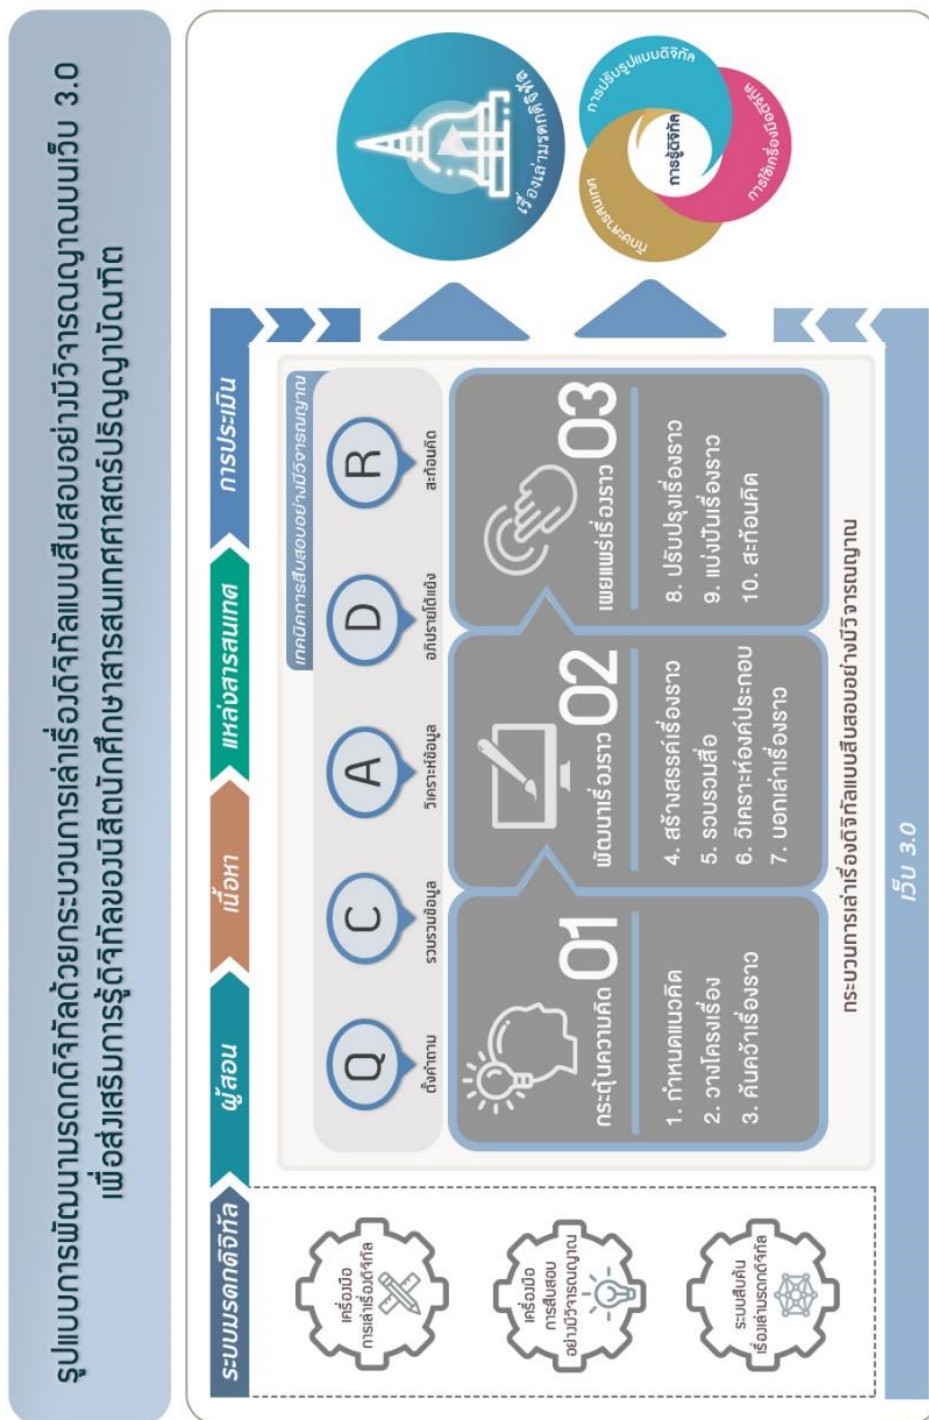 รูปแบบการพัฒนามรดกดิจิทัลด้วยกระบวนการเล่าเรื่องดิจิทัลแบบสืบสอบอย่างมีวิจารณญาณบนเว็บ 3.0
เพื่อส่งเสริมการรู้ดิจิทัลของนิสิตนักศึกษาสารสนเทศศาสตร์ปริญญาบัณฑิต
ระบบมรดกดิจิทัล
ผู้สอน
เนื้อหา
แหล่งสารสนเทศ
การประเมิน
เครื่องมือ
การเล่าเรื่องดิจิทัล
เครื่องมือ
การสืบสอบ
อย่างมีวิจารณญาณ
ระบบสืบค้น
เรื่องเล่ามรดกดิจิทัล
เทคนิคการสืบสอบอย่างมีวิจารณญาณ
Q
C
A
D
R
ตั้งคำถาม
รวบรวมข้อมูล
วิเคราะห์ข้อมูล
อภิปรายโต้แย้ง
สะท้อนคิด
01
กระตุ้นความคิด
1. กำหนดแนวคิด
2. วางโครงเรื่อง
3. ค้นคว้าเรื่องราว
02
พัฒนาเรื่องราว
4. สร้างสรรค์เรื่องราว
5. รวบรวมสื่อ
6. วิเคราะห์องค์ประกอบ
7. บอกเล่าเรื่องราว
03
เผยแพร่เรื่องราว
8. ปรับปรุงเรื่องราว
9. แบ่งปันเรื่องราว
10. สะท้อนคิด
กระบวนการเล่าเรื่องดิจิทัลแบบสืบสอบอย่างมีวิจารณญาณ
เว็บ 3.0
เรื่องเล่ามรดกดิจิทัล
การปรับรูปแบบดิจิทัล
ทักษะสารสนเทศ
การรู้ดิจิทัล
การใช้เครื่องมือดิจิทัล